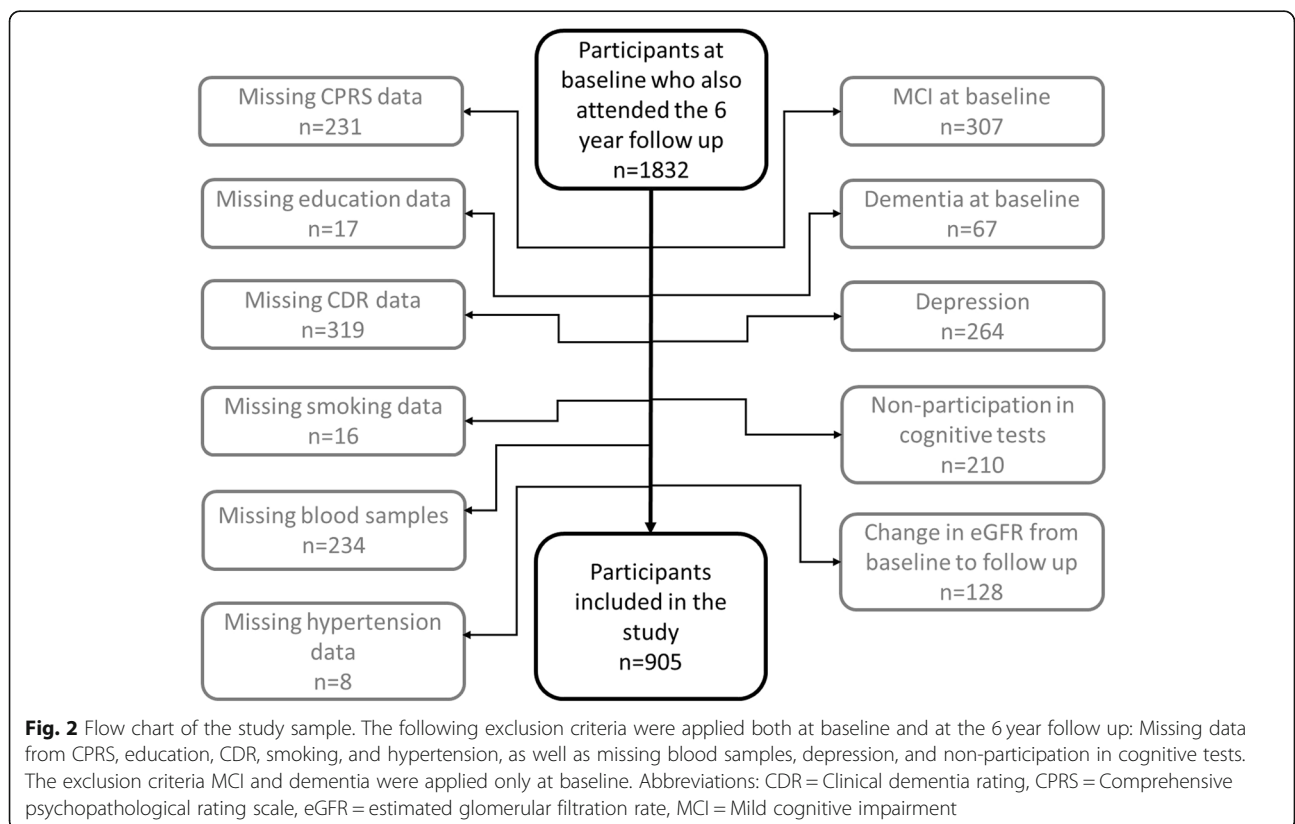 Participants at
baseline who also
attended the 6
year follow up
n=1832
Missing CPRS data
n=231
MCI at baseline
n=307
Missing education data
n=17
Dementia at baseline
n=67
Missing CDR data
n=319
Depression
n=264
Missing smoking data
n=16
Non-participation in
cognitive tests
n=210
Missing blood samples
n=234
Change in eGFR from
baseline to follow up
n=128
Missing hypertension
data
n=8
Participants
included in the
study
n=905
Fig. 2 Flow chart of the study sample. The following exclusion criteria were applied both at baseline and at the 6 year follow up: Missing data
from CPRS, education, CDR, smoking, and hypertension, as well as missing blood samples, depression, and non-participation in cognitive tests.
The exclusion criteria MCI and dementia were applied only at baseline. Abbreviations: CDR = Clinical dementia rating, CPRS = Comprehensive
psychopathological rating scale, eGFR = estimated glomerular filtration rate, MCI = Mild cognitive impairment